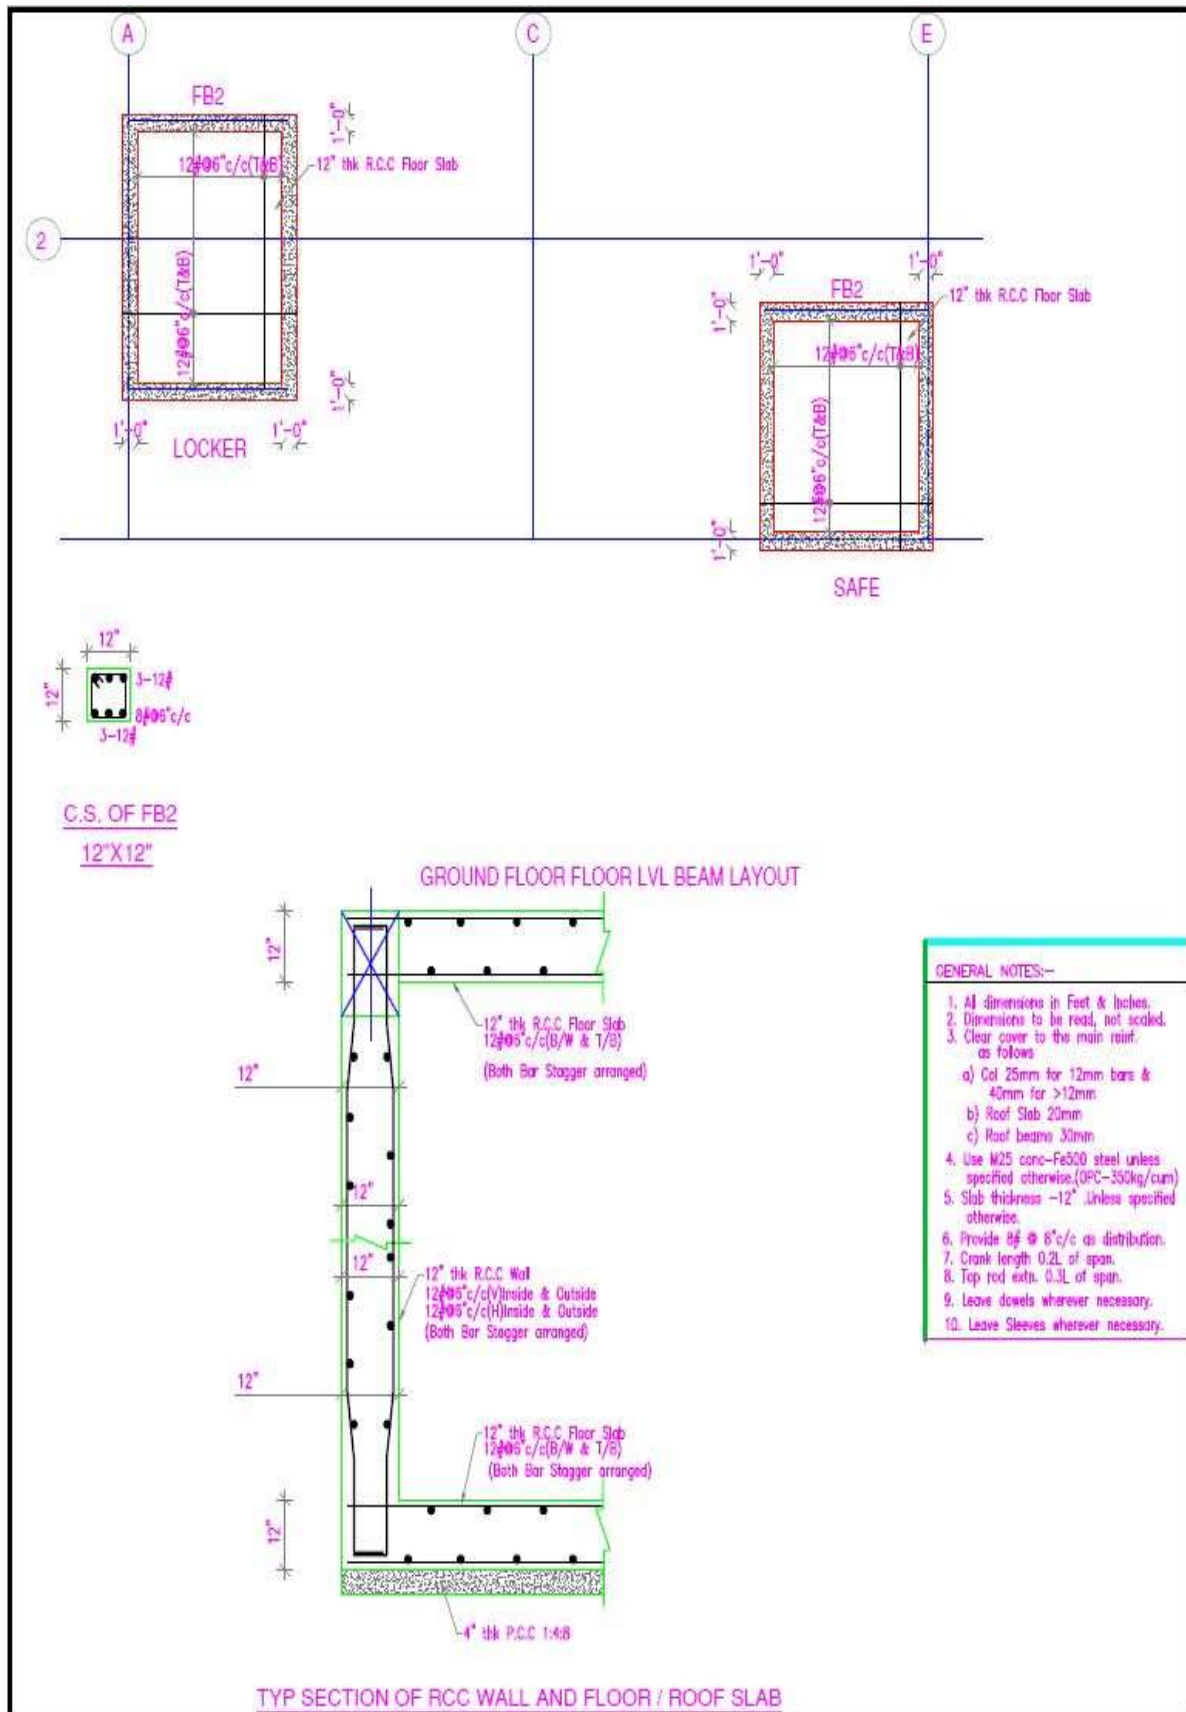 A
C
E
FB2
1'-0"
12#@6"c/c(T&B)
12" thk R.C.C Floor Slab
2
12#@6"c/c(T&B)
1'-0"
1'-0"
1'-0"
LOCKER
1'-0"
1'-0"
FB2
12" thk R.C.C Floor Slab
1'-0"
12#@6"c/c(T&B)
12#@6"c/c(T&B)
1'-0"
SAFE
12"
12"
3-12#
8#@6"c/c
3-12#
C.S. OF FB2
12"X12"
GROUND FLOOR FLOOR LVL BEAM LAYOUT
12"
12" thk R.C.C Floor Slab
12#@6"c/c(B/W & T/B)
(Both Bar Stagger arranged)
12"
12"
12"
12" thk R.C.C Wall
12#@6"c/c(V)Inside & Outside
12#@6"c/c(H)Inside & Outside
(Both Bar Stagger arranged)
12"
12" thk R.C.C Floor Slab
12#@6"c/c(B/W & T/B)
(Both Bar Stagger arranged)
12"
4" thk P.C.C 1:4:8
TYP SECTION OF RCC WALL AND FLOOR / ROOF SLAB
GENERAL NOTES:-
1. All dimensions in Feet & Inches.
2. Dimensions to be read, not scaled.
3. Clear cover to the main reinf.
as follows
a) Col 25mm for 12mm bars &
40mm for >12mm
b) Roof Slab 20mm
c) Roof beams 30mm
4. Use M25 conc-Fe500 steel unless
specified otherwise.(OPC-350kg/cum)
5. Slab thickness -12" .Unless specified
otherwise.
6. Provide 8# @ 8"c/c as distribution.
7. Crank length 0.2L of span.
8. Top rod extn. 0.3L of span.
9. Leave dowels wherever necessary.
10. Leave Sleeves wherever necessary.